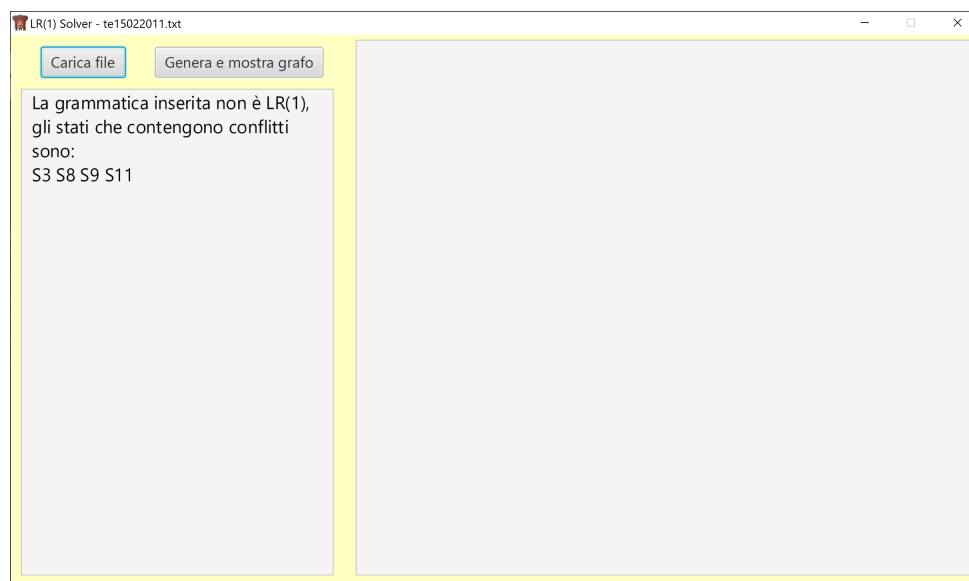 LR(1) Solver - te15022011.txt
Carica file
Genera e mostra grafo
La grammatica inserita non è LR(1),
gli stati che contengono conflitti
sono:
S3 S8 S9 S11